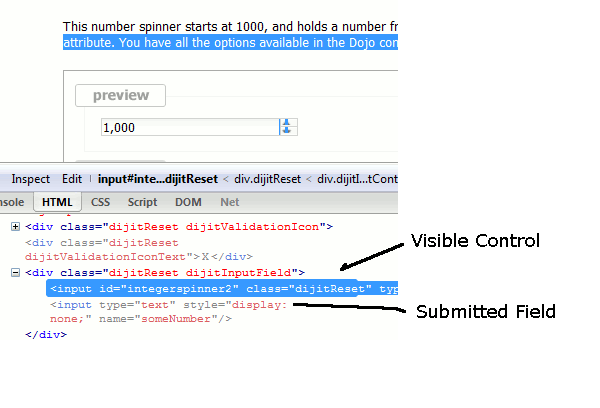 This number spinner starts at 1000, and holds a number fr
attribute. You have all the options available in the Dojo con
preview
1,000
Inspect Edit | input#inte...dijitReset < div.dijitReset < div.dijitI...tCont
nsole HTML CSS Script DOM Net
<div class="dijitReset dijitValidationIcon">
<div class="dijitReset
dijitValidationIconText">X</div>
<div class="dijitReset dijitInputField">
<input id="integerspinner2" class="dijitReset" typ
<input type="text" style="display:
none;" name="someNumber"/>
</div>
Visible Control
Submitted Field